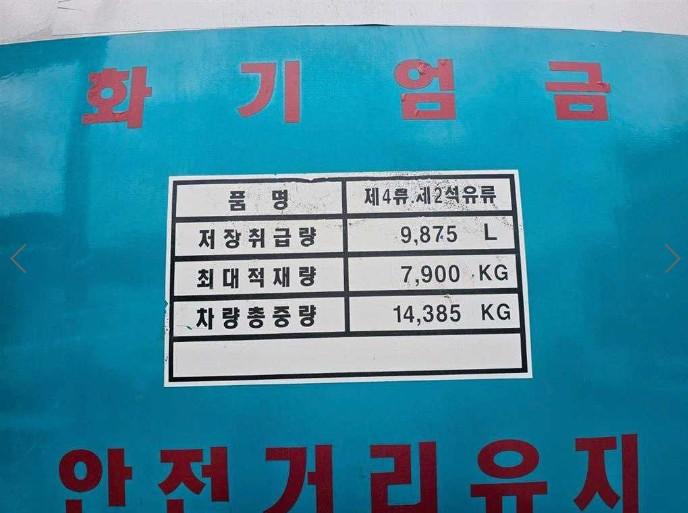 화기엄금
품명 제4류 제2석유류
저장취급량 9,875 L
최대적재량 7,900 KG
차량총중량 14,385 KG
안전거리유지